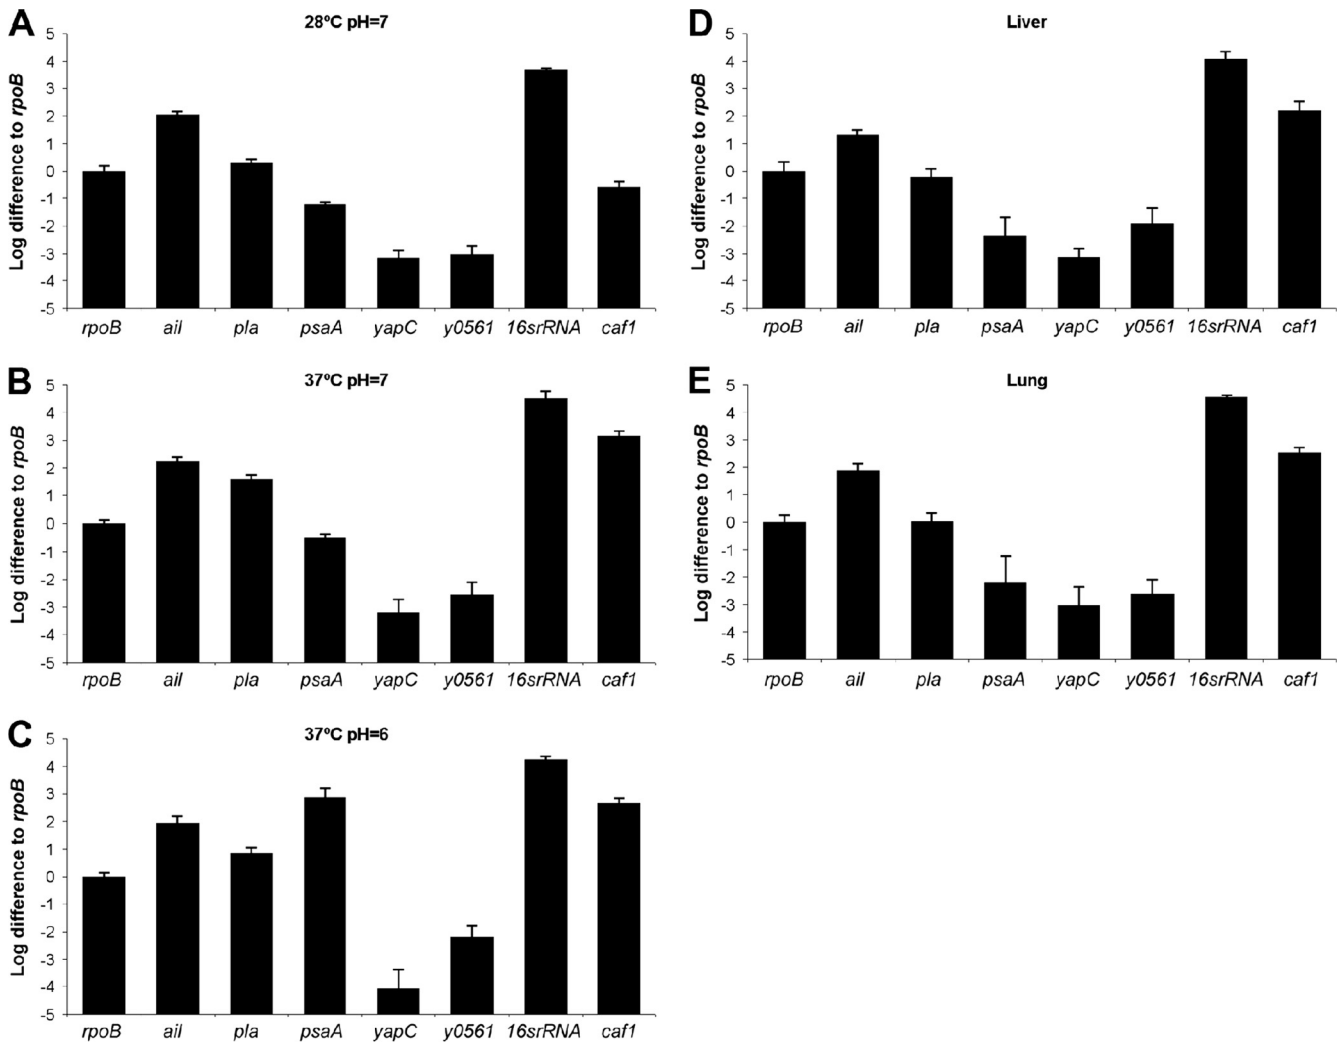 A
28ºC pH=7
Log difference to rpoB
5
4
3
2
1
0
-1
-2
-3
-4
-5
rpoB ail pla psaA yapC y0561 16srRNA caf1
B
37ºC pH=7
Log difference to rpoB
5
4
3
2
1
0
-1
-2
-3
-4
-5
rpoB ail pla psaA yapC y0561 16srRNA caf1
C
37ºC pH=6
Log difference to rpoB
5
4
3
2
1
0
-1
-2
-3
-4
-5
rpoB ail pla psaA yapC y0561 16srRNA caf1
D
Liver
Log difference to rpoB
5
4
3
2
1
0
-1
-2
-3
-4
-5
rpoB ail pla psaA yapC y0561 16srRNA caf1
E
Lung
Log difference to rpoB
5
4
3
2
1
0
-1
-2
-3
-4
-5
rpoB ail pla psaA yapC y0561 16srRNA caf1